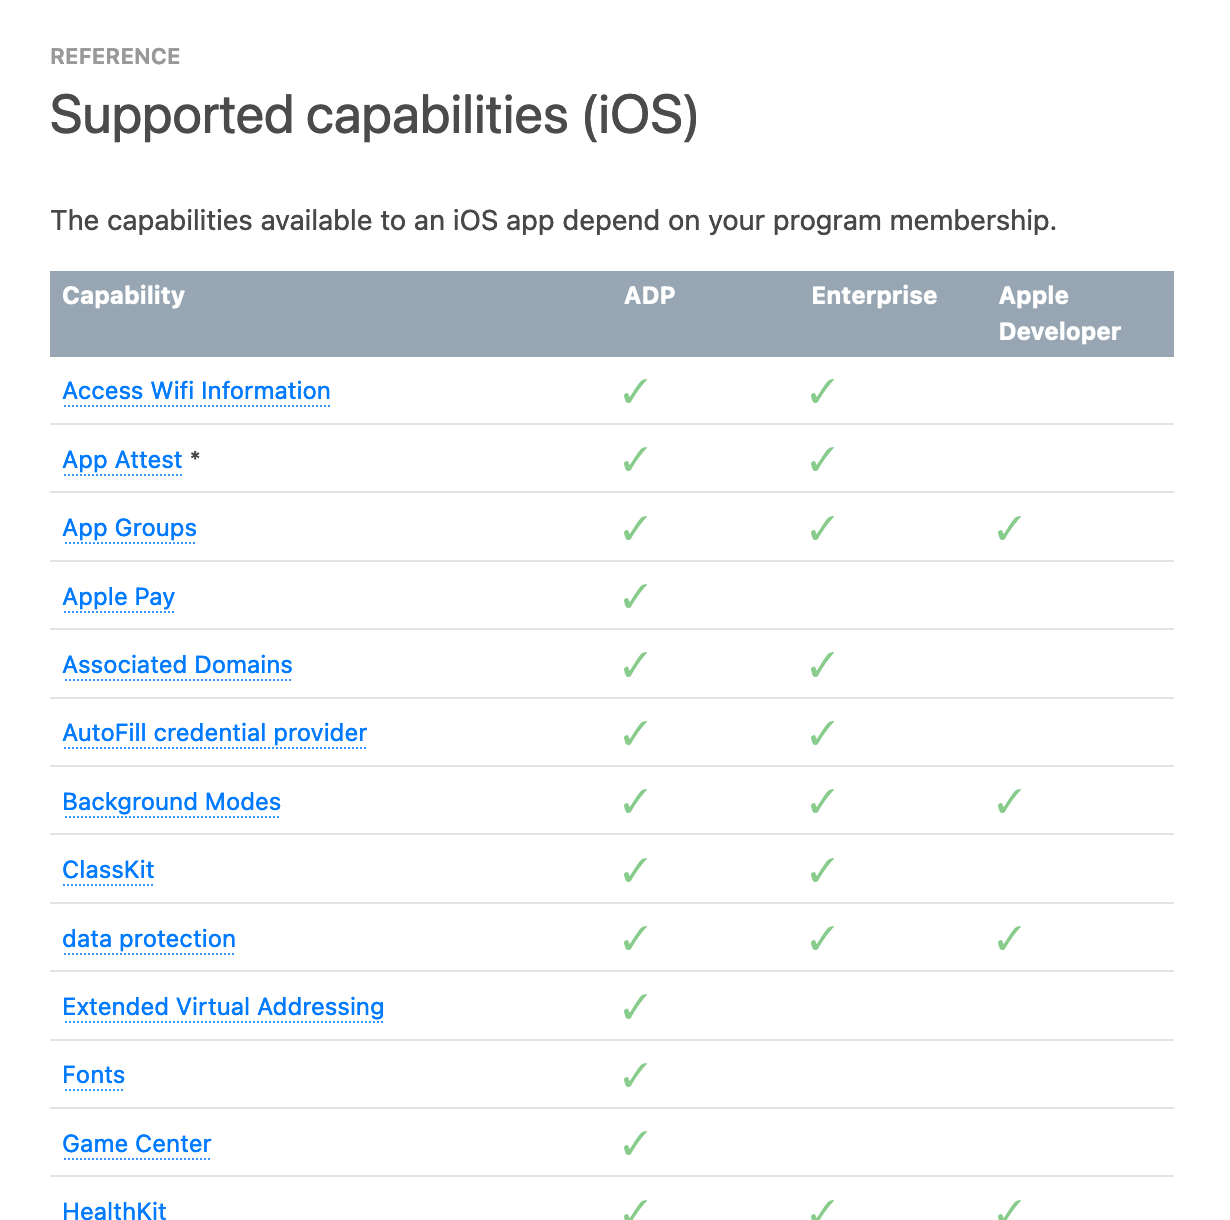 REFERENCE
Supported capabilities (iOS)
The capabilities available to an iOS app depend on your program membership.
Capability ADP Enterprise Apple
Developer
Access Wifi Information ✓ ✓
App Attest * ✓ ✓
App Groups ✓ ✓ ✓
Apple Pay ✓
Associated Domains ✓ ✓
AutoFill credential provider ✓ ✓
Background Modes ✓ ✓ ✓
ClassKit ✓ ✓
data protection ✓ ✓ ✓
Extended Virtual Addressing ✓
Fonts ✓
Game Center ✓
HealthKit ✓ ✓ ✓